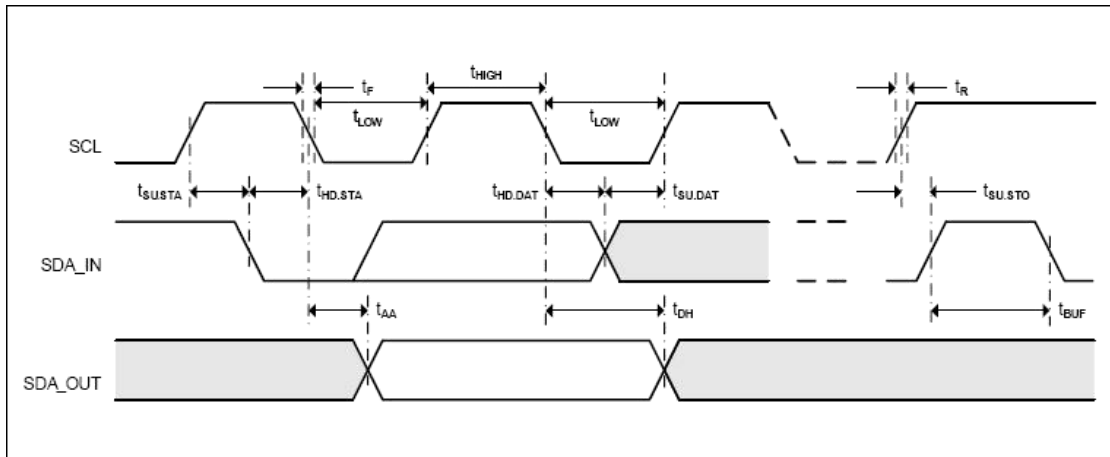 tF
tHIGH
tR
tLOW
tLOW
SCL
tSU.STA
tHD.STA
tHD.DAT
tSU.DAT
tSU.STO
SDA_IN
tAA
tDH
tBUF
SDA_OUT